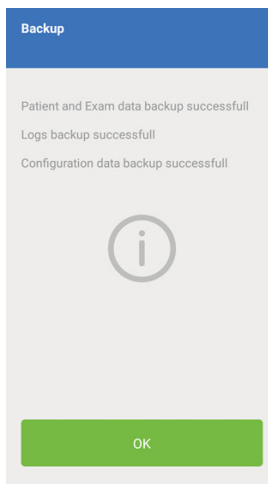 Backup
Patient and Exam data backup successfull
Logs backup successfull
Configuration data backup successfull
OK